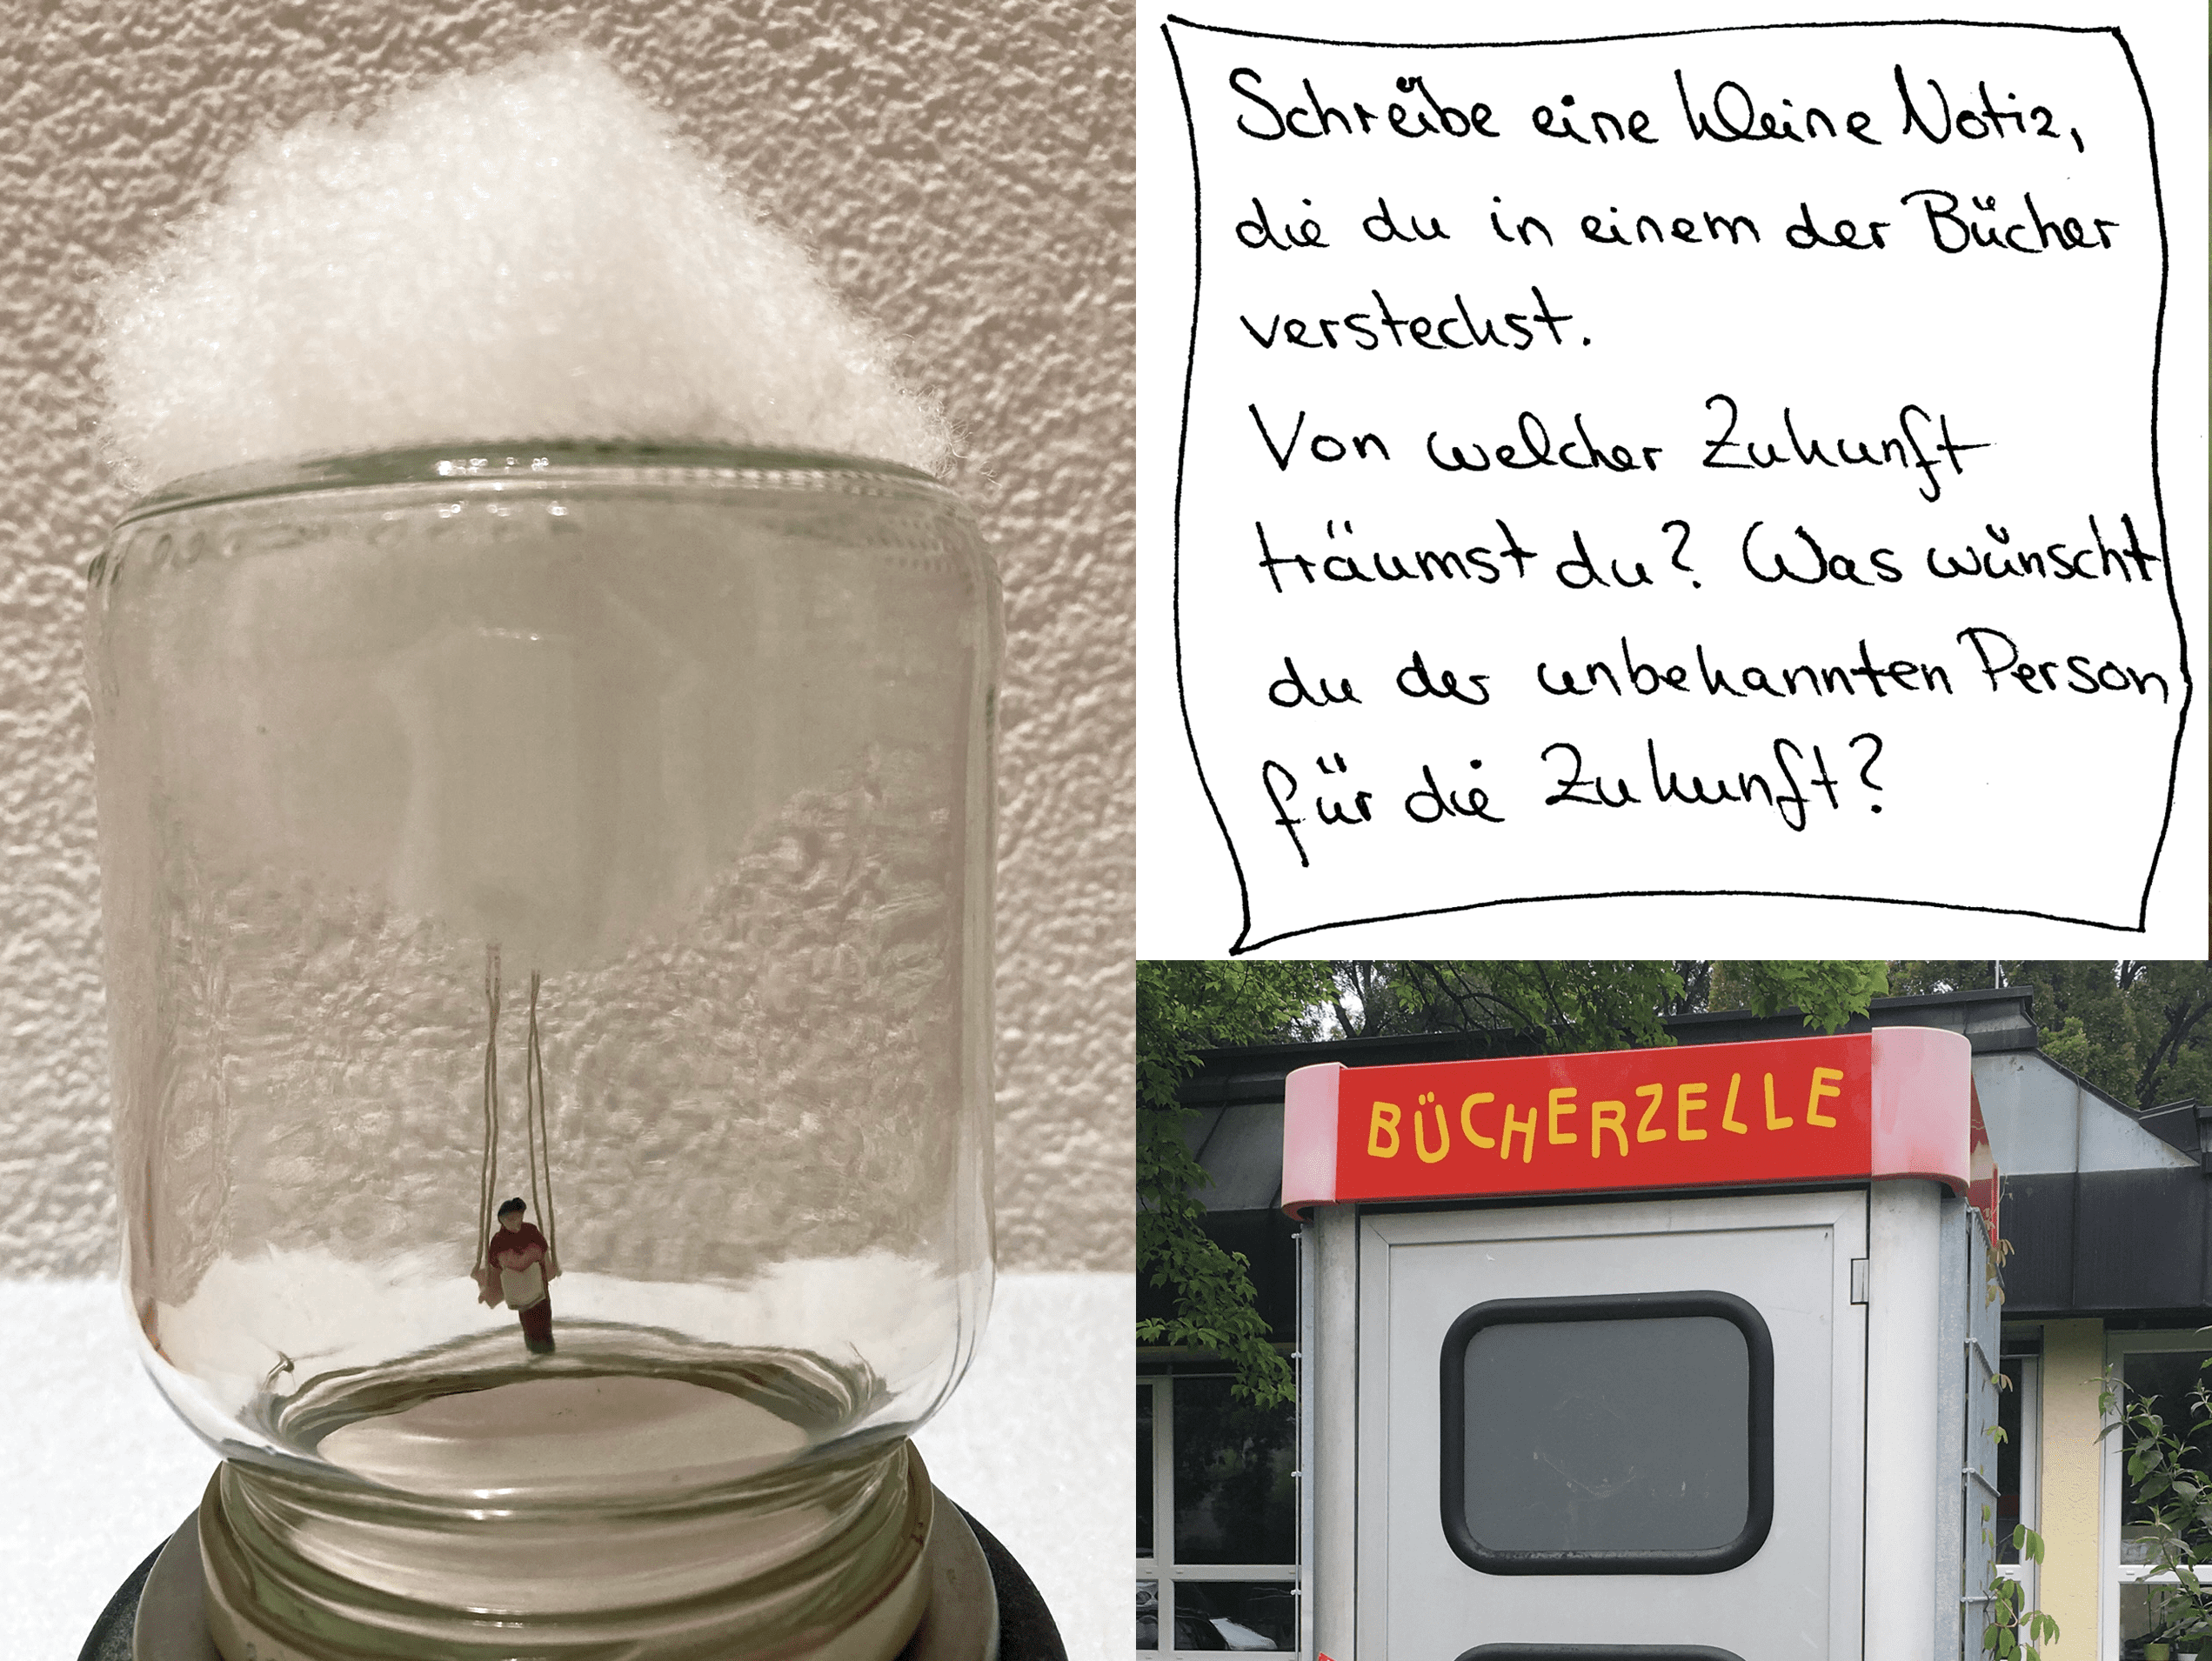 Schreibe eine kleine Notiz,
die du in einem der Bücher
versteckst.
Von welcher Zukunft
träumst du? Was wünscht
du der unbekannten Person
für die Zukunft?
BÜCHERZELLE